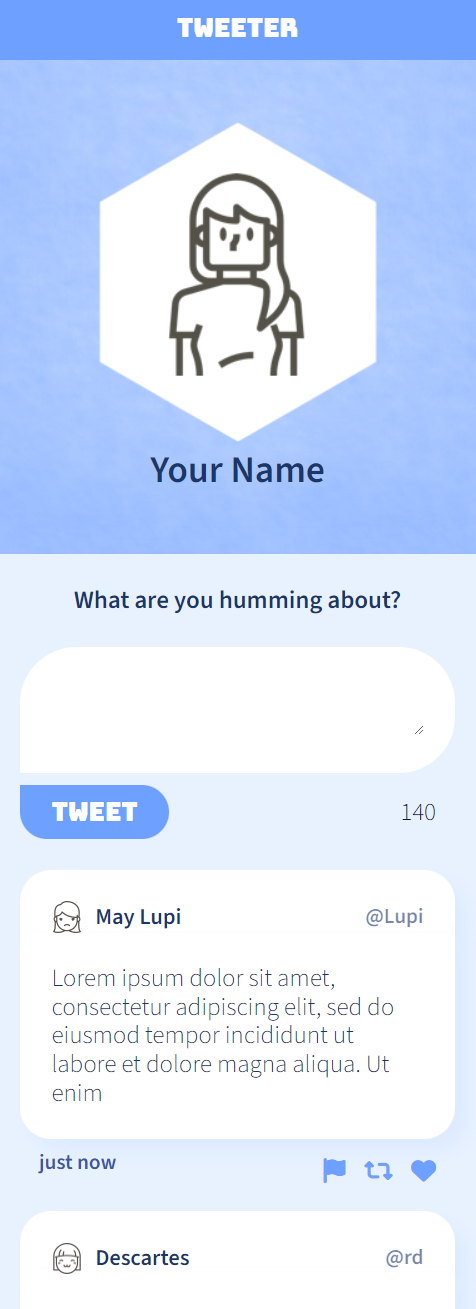 TWEETER
Your Name
What are you humming about?
TWEET
140
May Lupi
@Lupi
Lorem ipsum dolor sit amet,
consectetur adipiscing elit, sed do
eiusmod tempor incididunt ut
labore et dolore magna aliqua. Ut
enim
just now
Descartes
@rd